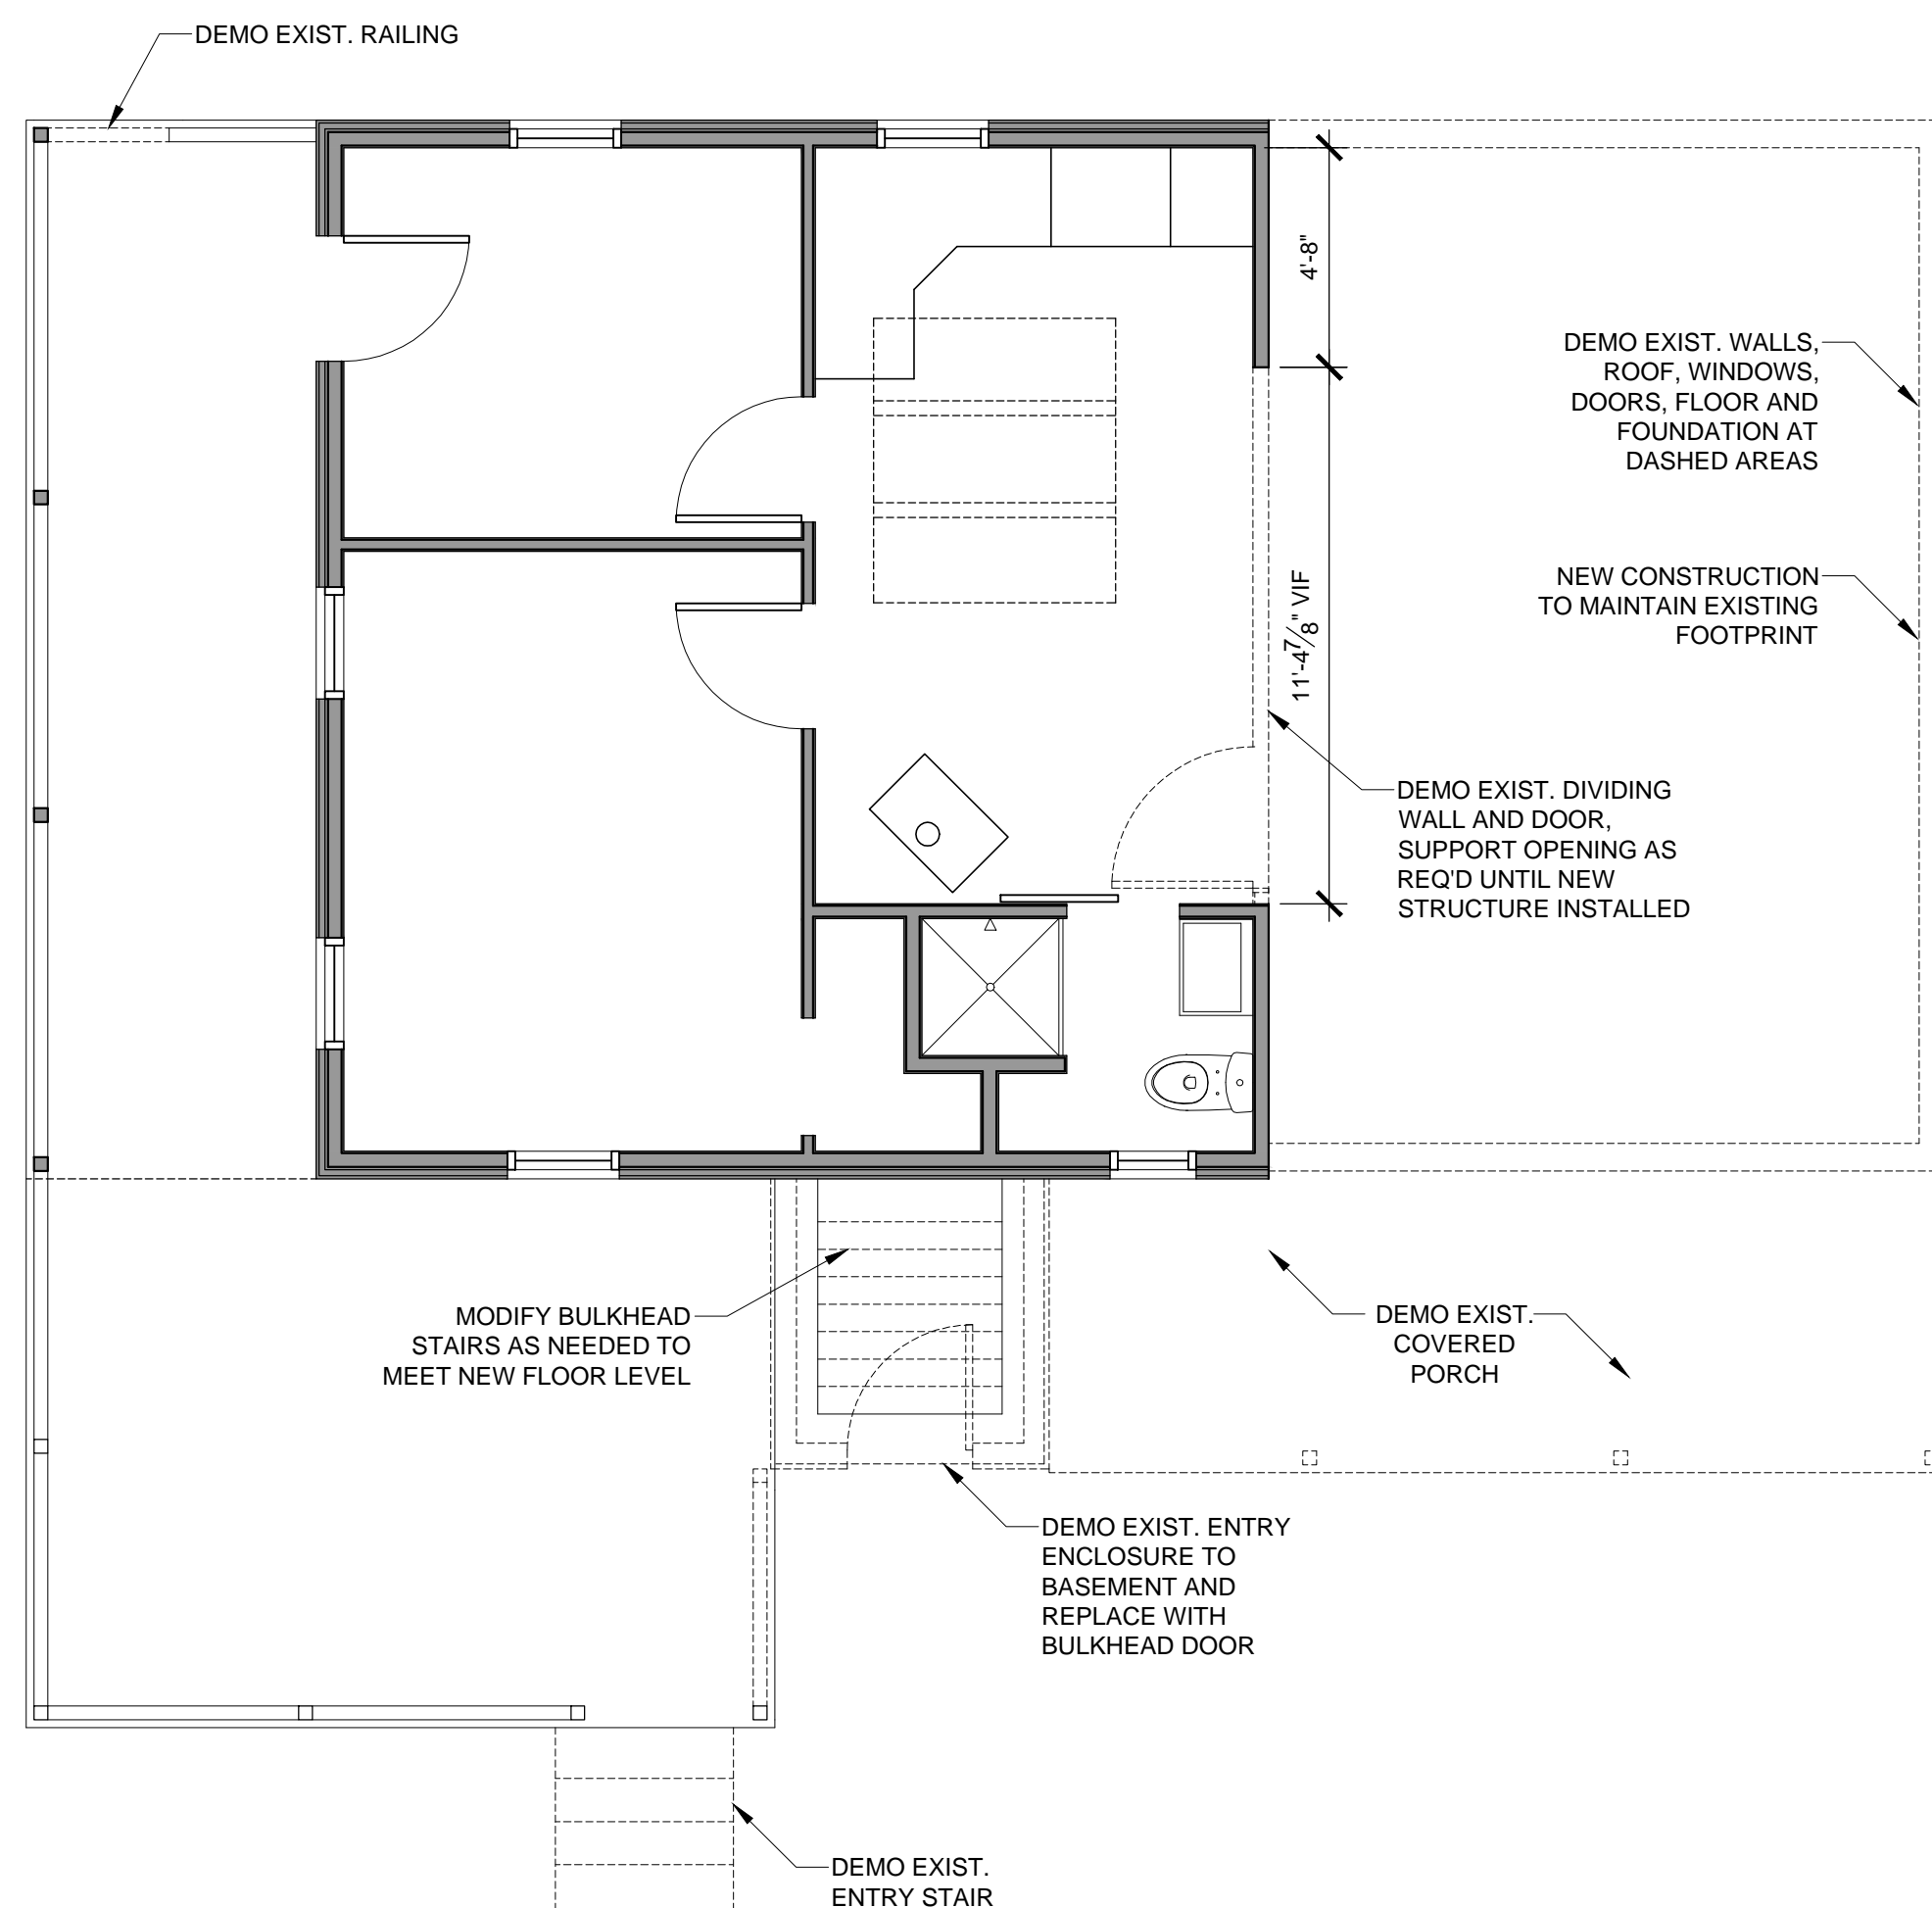 DEMO EXIST. RAILING
4'-8"
DEMO EXIST. WALLS,
ROOF, WINDOWS,
DOORS, FLOOR AND
FOUNDATION AT
DASHED AREAS
NEW CONSTRUCTION
TO MAINTAIN EXISTING
FOOTPRINT
11'-4⅞" VIF
DEMO EXIST. DIVIDING
WALL AND DOOR,
SUPPORT OPENING AS
REQ'D UNTIL NEW
STRUCTURE INSTALLED
MODIFY BULKHEAD
STAIRS AS NEEDED TO
MEET NEW FLOOR LEVEL
DEMO EXIST.
COVERED
PORCH
DEMO EXIST. ENTRY
ENCLOSURE TO
BASEMENT AND
REPLACE WITH
BULKHEAD DOOR
DEMO EXIST.
ENTRY STAIR